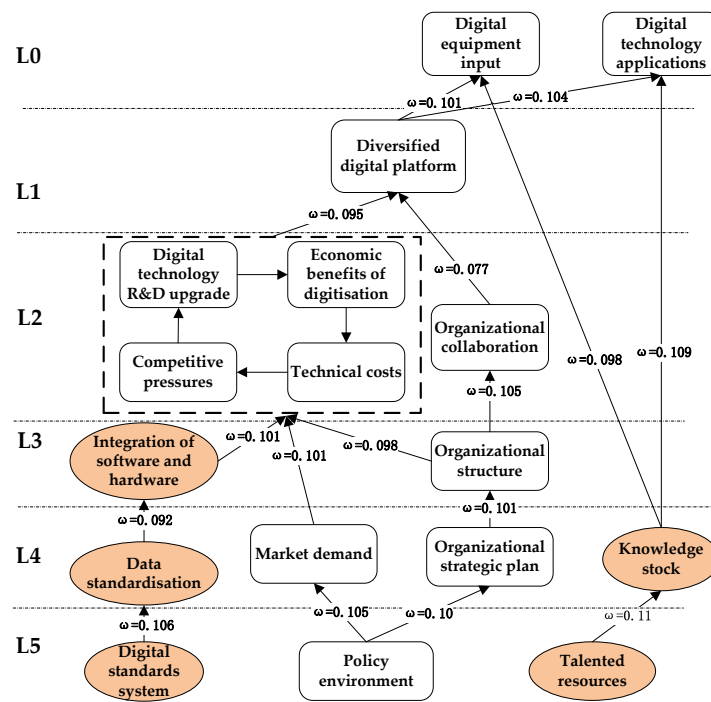 L0
Digital
equipment
input
Digital
technology
applications
ω=0.101
ω=0.104
L1
Diversified
digital platform
ω=0.095
ω=0.077
L2
Digital
technology
R&D upgrade
Economic
benefits of
digitisation
Competitive
pressures
Technical costs
Organizational
collaboration
ω=0.098
ω=0.109
ω=0.105
L3
Integration of
software and
hardware
ω=0.101
ω=0.101
ω=0.098
Organizational
structure
ω=0.092
ω=0.101
L4
Data
standardisation
Market demand
Organizational
strategic plan
Knowledge
stock
ω=0.106
ω=0.105
ω=0.10
ω=0.11
L5
Digital
standards
system
Policy
environment
Talented
resources